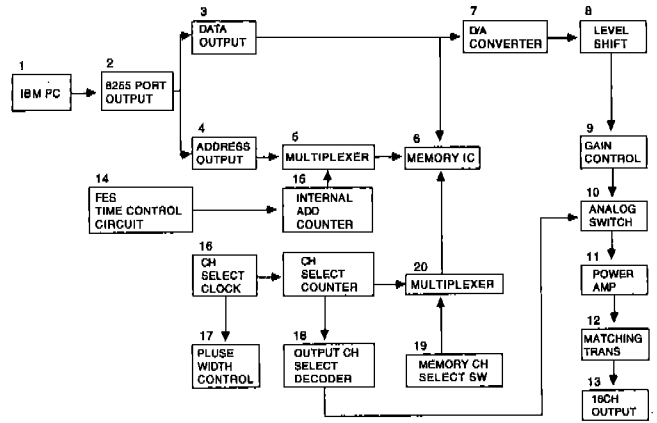 1
IBM PC
2
8255 PORT
OUTPUT
3
DATA
OUTPUT
4
ADDRESS
OUTPUT
5
MULTIPLEXER
6
MEMORY IC
7
D/A
CONVERTER
8
LEVEL
SHIFT
9
GAIN
CONTROL
10
ANALOG
SWITCH
11
POWER
AMP
12
MATCHING
TRANS
13
16CH
OUTPUT
14
FES
TIME CONTROL
CIRCUIT
15
INTERNAL
ADD
COUNTER
16
CH
SELECT
CLOCK
CH
SELECT
COUNTER
20
MULTIPLEXER
17
PLUSE
WIDTH
CONTROL
18
OUTPUT CH
SELECT
DECODER
19
MEMORY CH
SELECT SW